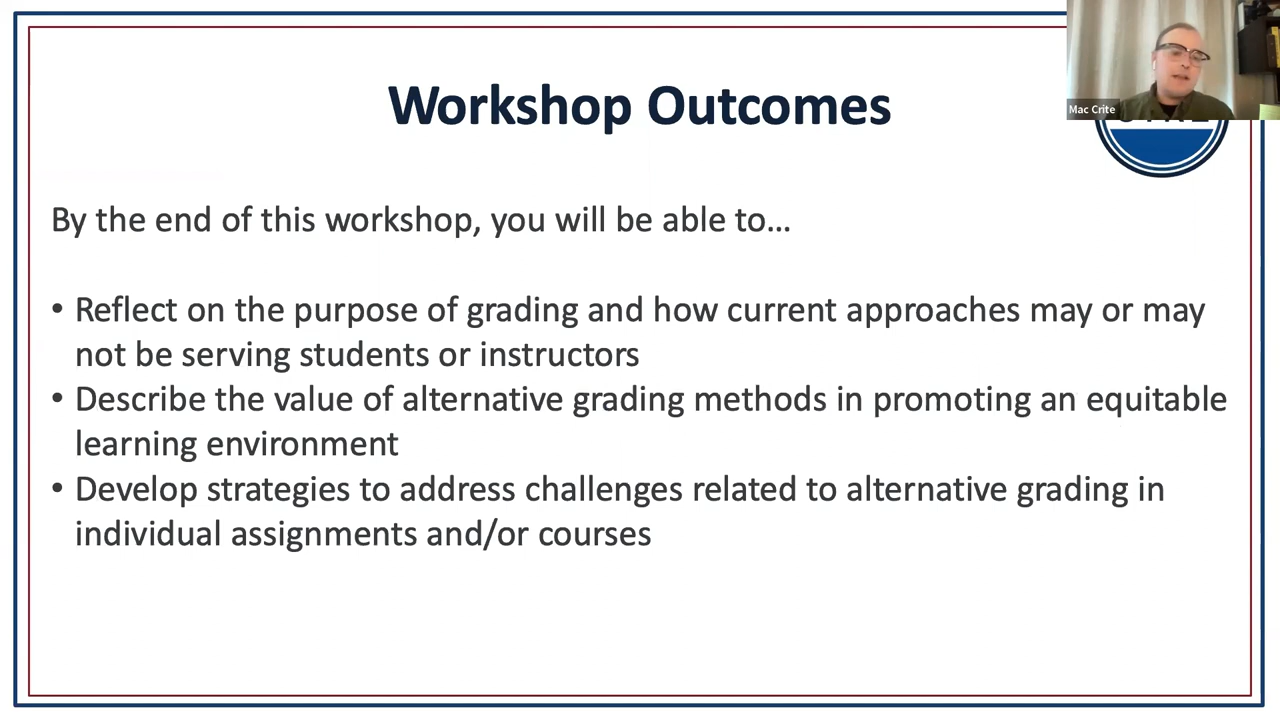 Workshop Outcomes
Mac Crite
By the end of this workshop, you will be able to…
• Reflect on the purpose of grading and how current approaches may or may
not be serving students or instructors
• Describe the value of alternative grading methods in promoting an equitable
learning environment
• Develop strategies to address challenges related to alternative grading in
individual assignments and/or courses